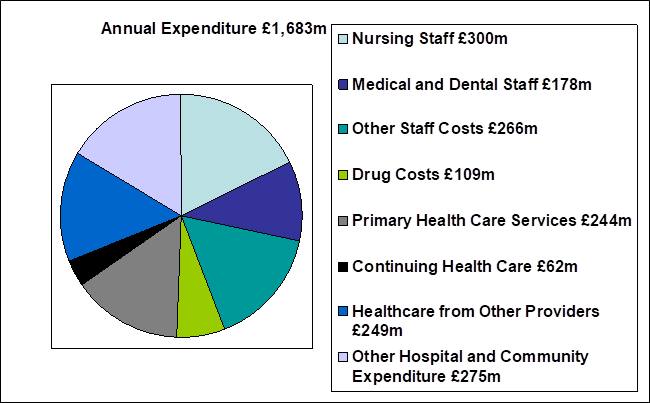 Annual Expenditure £1,683m
Nursing Staff £300m
Medical and Dental Staff £178m
Other Staff Costs £266m
Drug Costs £109m
Primary Health Care Services £244m
Continuing Health Care £62m
Healthcare from Other Providers
£249m
Other Hospital and Community
Expenditure £275m